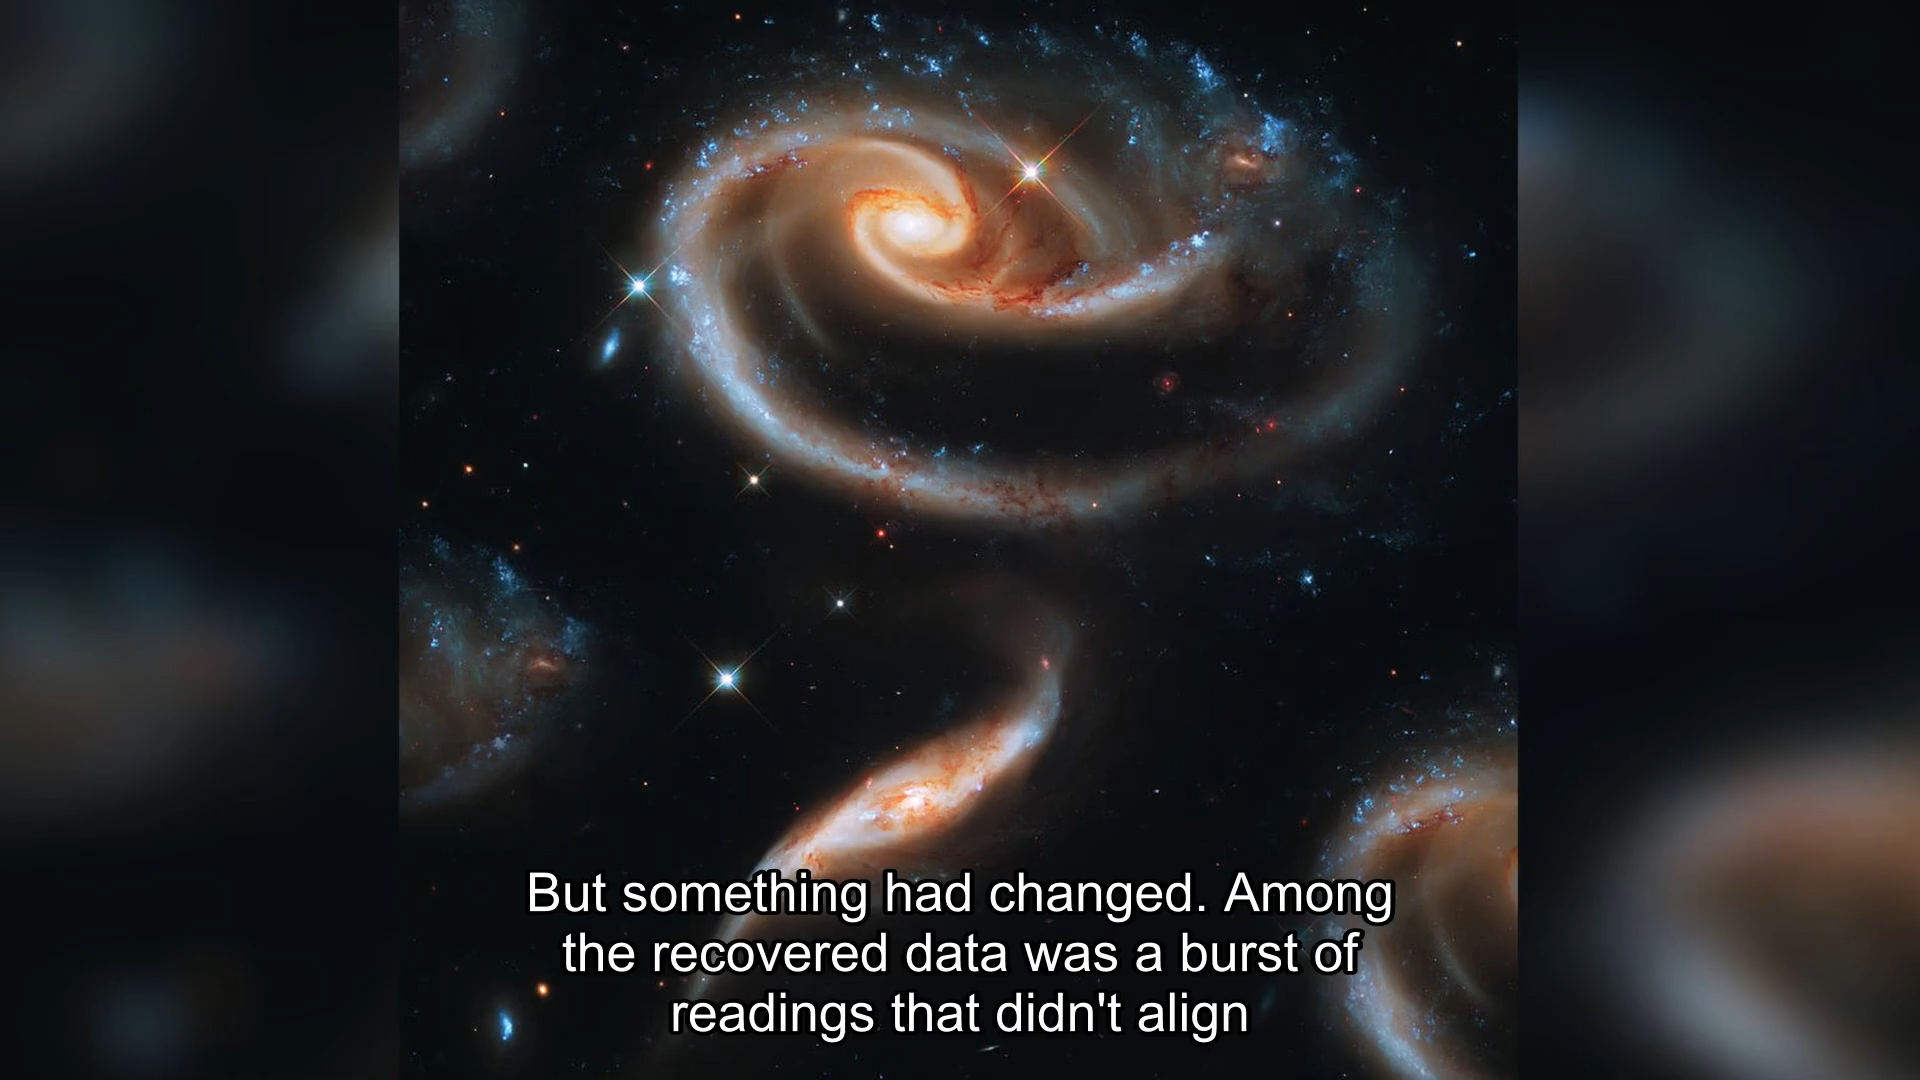 But something had changed. Among
the recovered data was a burst of
readings that didn't align